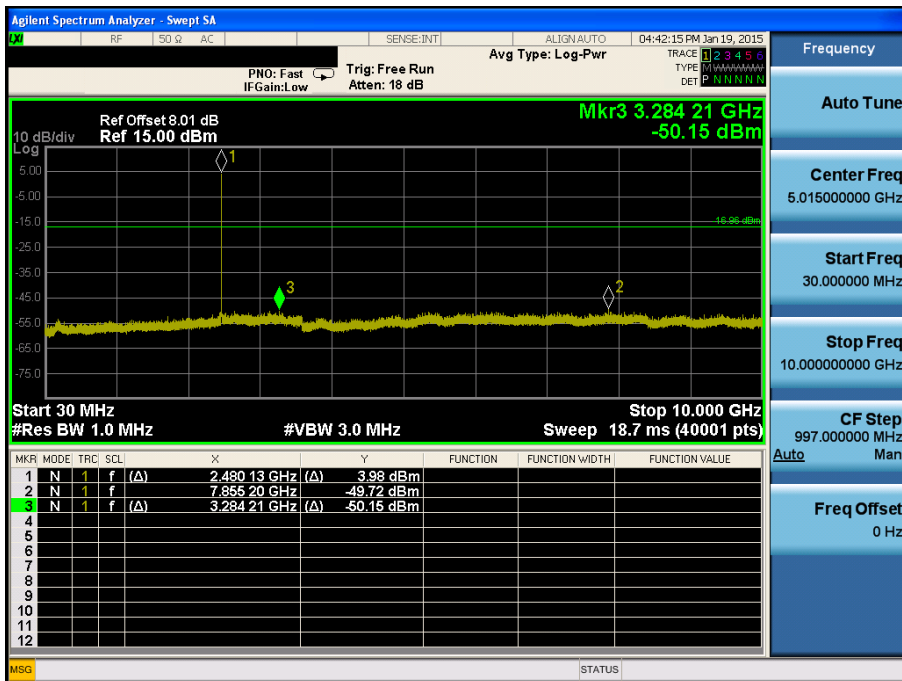 Agilent Spectrum Analyzer - Swept SA
LXI RF 50 Ω AC SENSE:INT ALIGN AUTO 04:42:15 PM Jan 19, 2015
Frequency
Avg Type: Log-Pwr
TRACE 1 2 3 4 5 6
PNO: Fast Trig: Free Run
TYPE M WWWWW
IFGain:Low Atten: 18 dB
DET P N N N N N
Auto Tune
Mkr3 3.284 21 GHz
-50.15 dBm
Ref Offset 8.01 dB
10 dB/div Ref 15.00 dBm
Log
1
5.00
-5.00
-15.0
-16.96 dBm
-25.0
-35.0
3
2
-45.0
-55.0
-65.0
-75.0
Center Freq
5.015000000 GHz
Start Freq
30.000000 MHz
Stop Freq
10.000000000 GHz
Start 30 MHz Stop 10.000 GHz
#Res BW 1.0 MHz #VBW 3.0 MHz Sweep 18.7 ms (40001 pts)
CF Step
997.000000 MHz
Auto Man
Freq Offset
0 Hz
MKR MODE TRC SCL X Y FUNCTION FUNCTION WIDTH FUNCTION VALUE
1 N 1 f (Δ) 2.480 13 GHz (Δ) 3.98 dBm
2 N 1 f 7.855 20 GHz -49.72 dBm
3 N 1 f (Δ) 3.284 21 GHz (Δ) -50.15 dBm
4
5
6
7
8
9
10
11
12
MSG STATUS